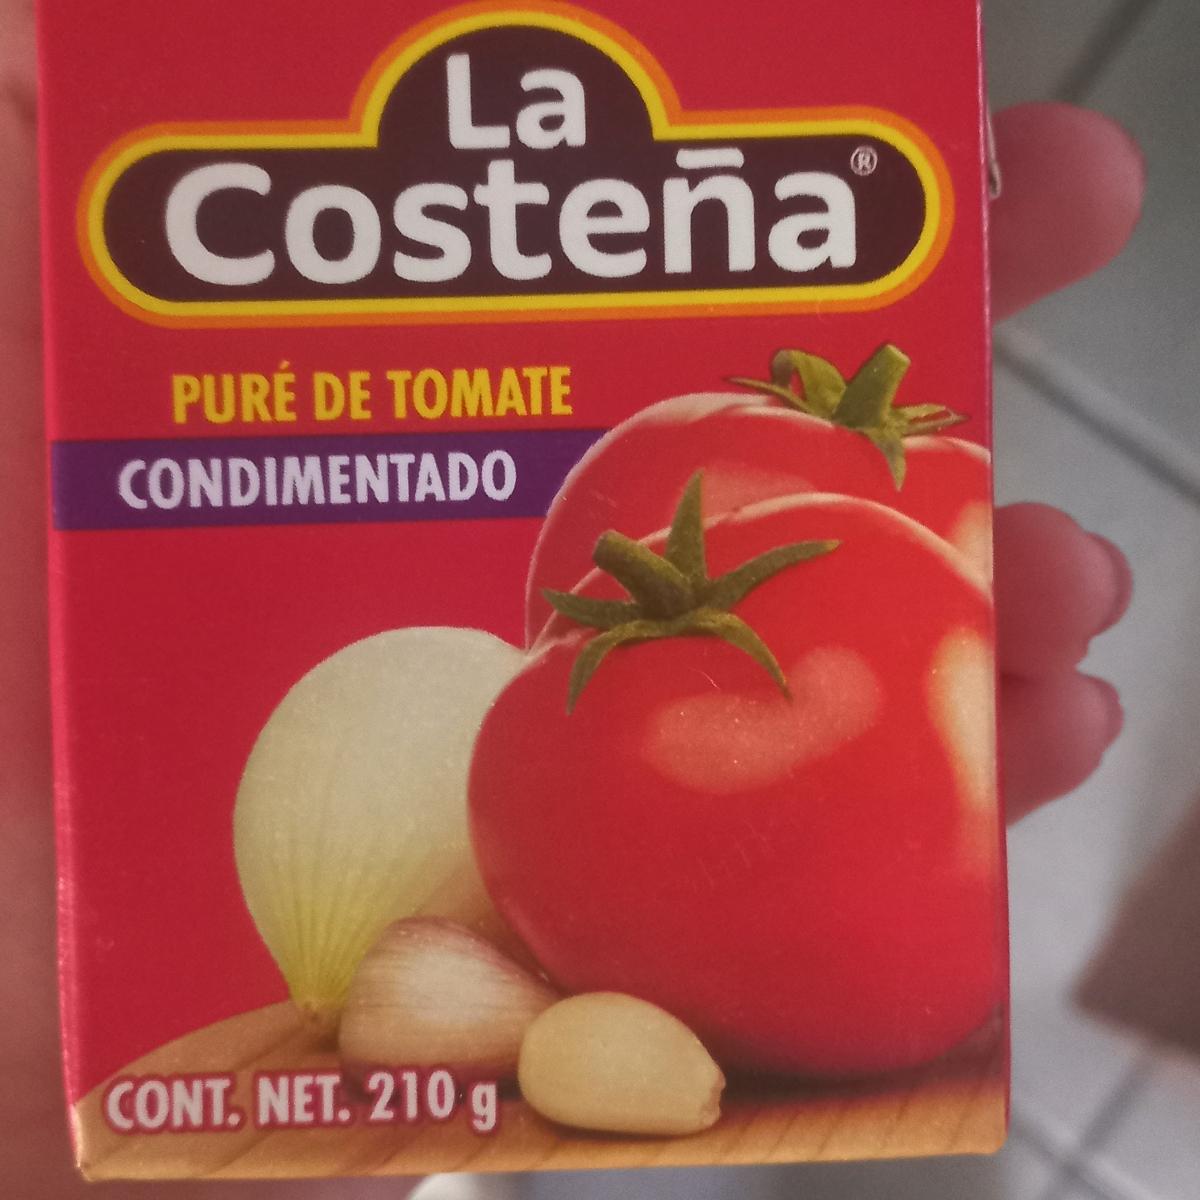 La
Costeña®
PURÉ DE TOMATE
CONDIMENTADO
CONT. NET. 210 g